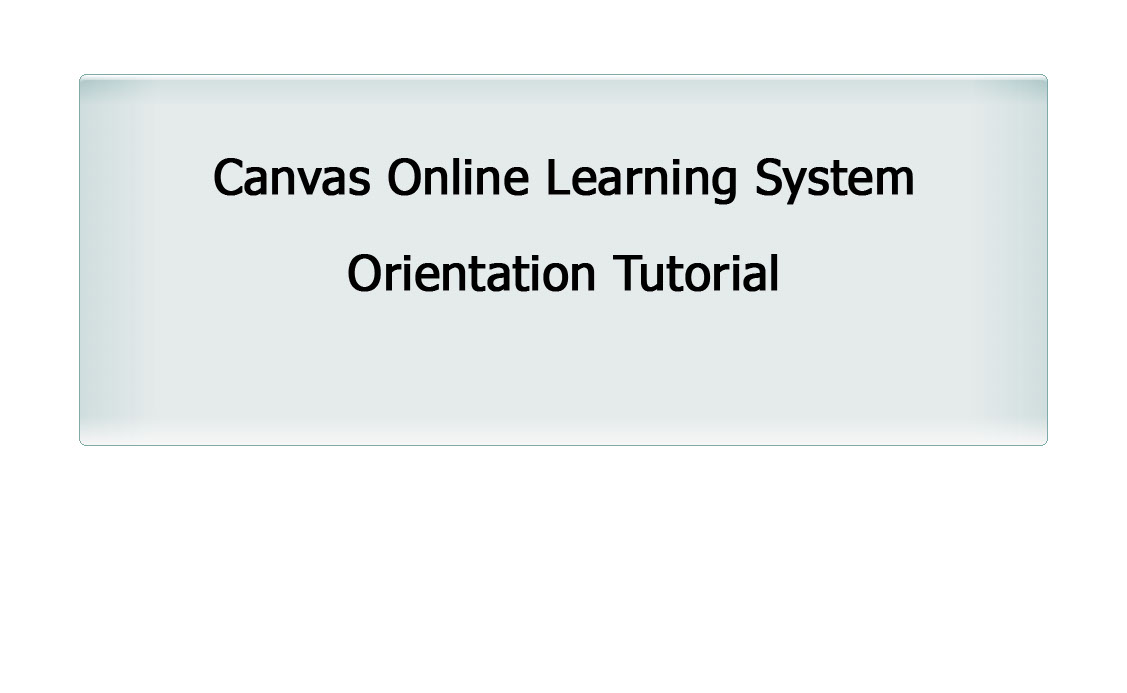 Canvas Online Learning System
Orientation Tutorial